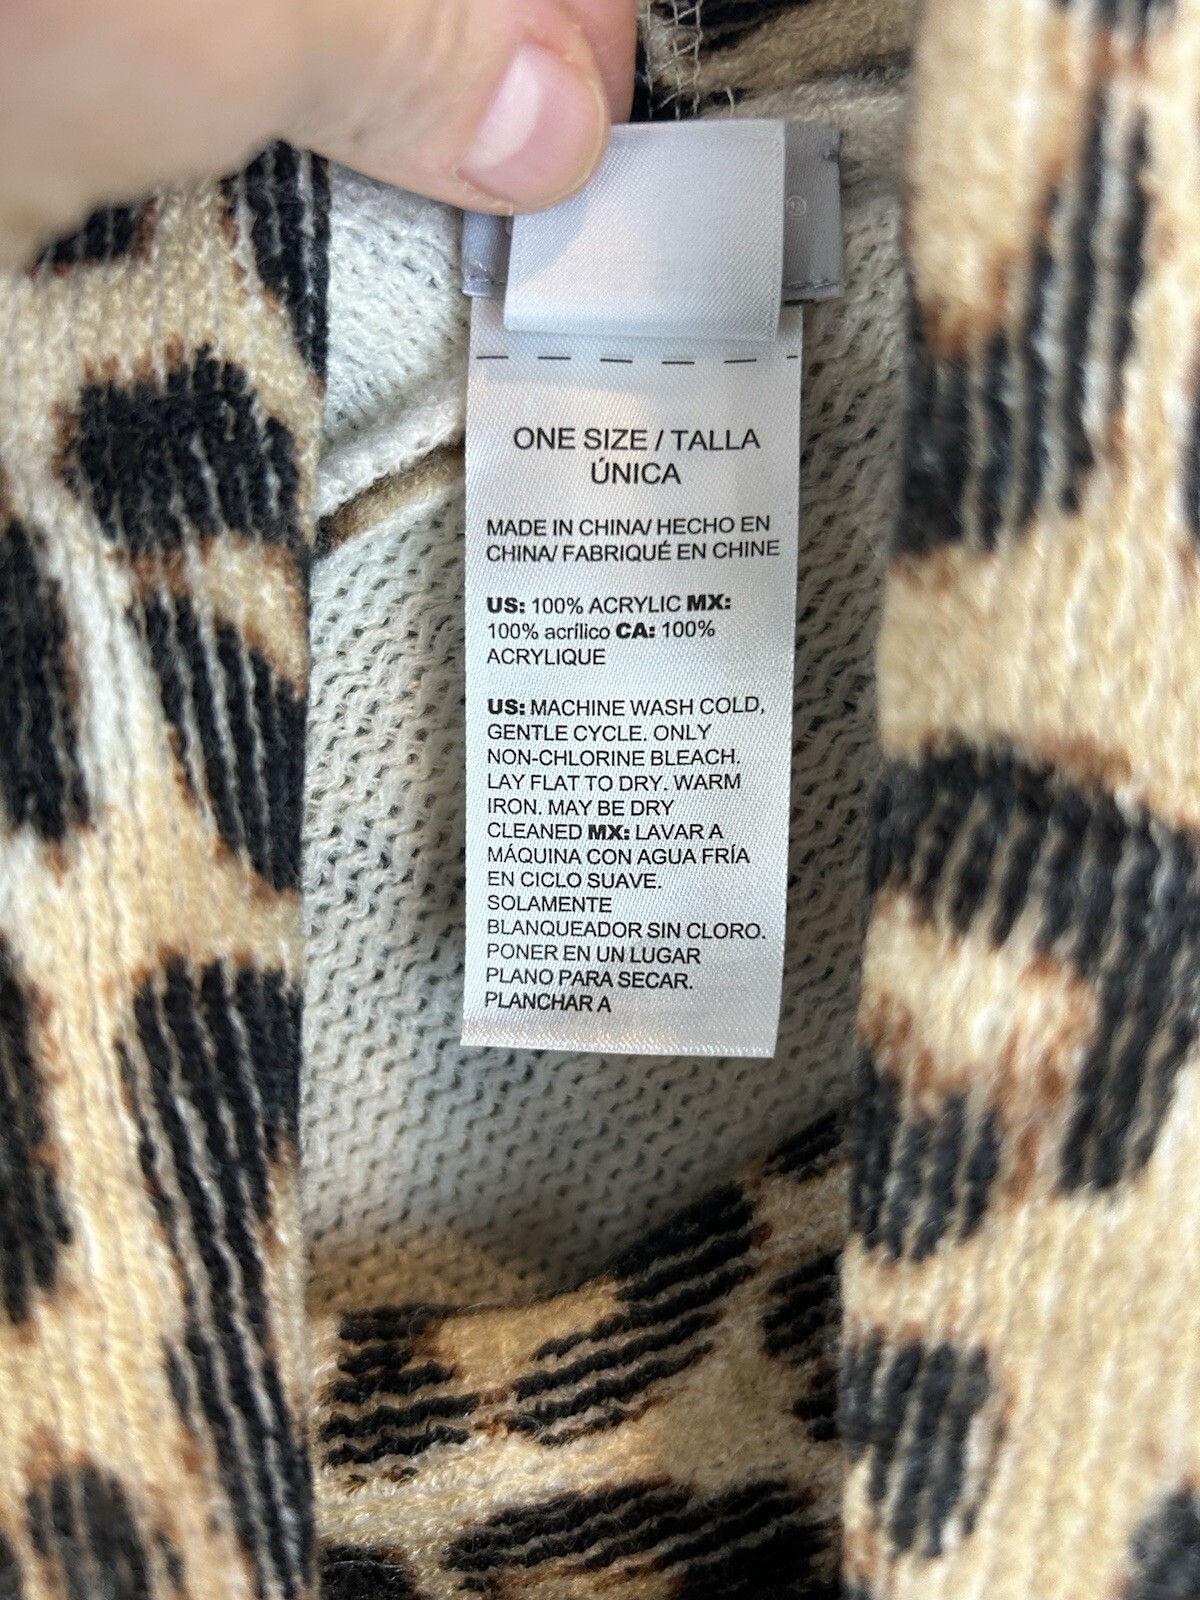 ONE SIZE / TALLA
ÚNICA
MADE IN CHINA/ HECHO EN
CHINA/ FABRIQUÉ EN CHINE
US: 100% ACRYLIC MX:
100% acrílico CA: 100%
ACRYLIQUE
US: MACHINE WASH COLD,
GENTLE CYCLE. ONLY
NON-CHLORINE BLEACH.
LAY FLAT TO DRY. WARM
IRON. MAY BE DRY
CLEANED MX: LAVAR A
MÁQUINA CON AGUA FRÍA
EN CICLO SUAVE.
SOLAMENTE
BLANQUEADOR SIN CLORO.
PONER EN UN LUGAR
PLANO PARA SECAR.
PLANCHAR A